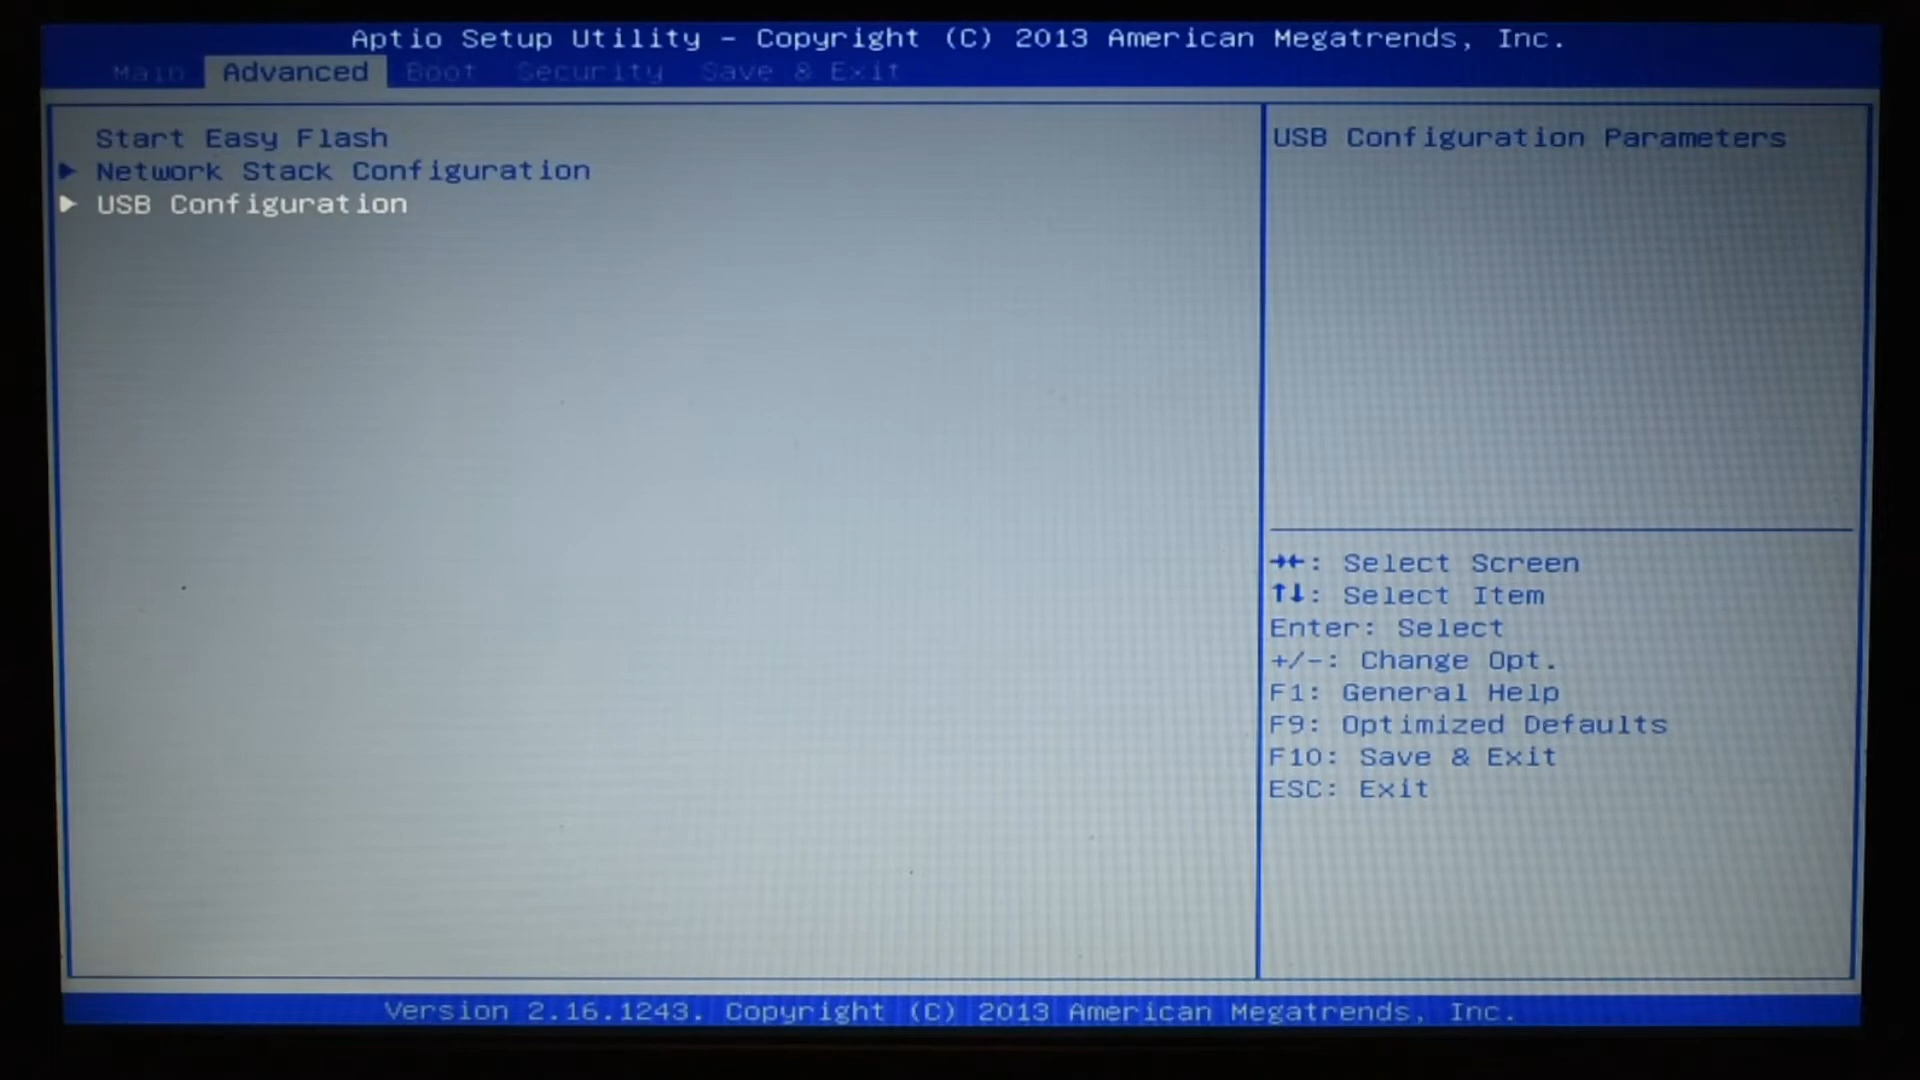 Aptio Setup Utility – Copyright (C) 2013 American Megatrends, Inc.
Main Advanced Boot Security Save & Exit
Start Easy Flash
▶ Network Stack Configuration
▶ USB Configuration
USB Configuration Parameters
→←: Select Screen
↑↓: Select Item
Enter: Select
+/-: Change Opt.
F1: General Help
F9: Optimized Defaults
F10: Save & Exit
ESC: Exit
Version 2.16.1243. Copyright (C) 2013 American Megatrends, Inc.